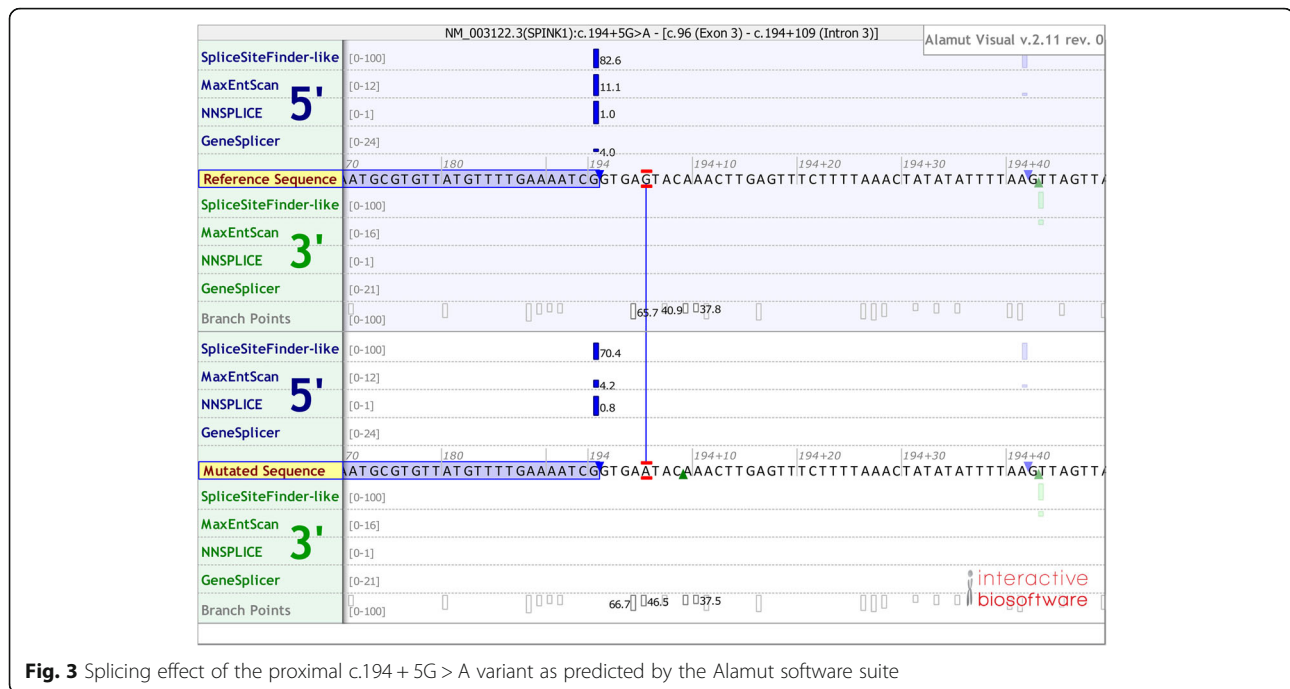 NM_003122.3(SPINK1):c.194+5G>A - [c.96 (Exon 3) - c.194+109 (Intron 3)]
Alamut Visual v.2.11 rev. 0
SpliceSiteFinder-like [0-100] 82.6
MaxEntScan [0-12] 11.1
5'
NNSPLICE [0-1] 1.0
GeneSplicer [0-24] 4.0
70 180 194 194+10 194+20 194+30 194+40
Reference Sequence AATGCGTGTTATGTTTTGAAAATCGGTGAGTACAAACTTGAGTTTCTTTTAAACTATATATTTTAAGTTAGTTA
SpliceSiteFinder-like [0-100]
MaxEntScan [0-16]
3'
NNSPLICE [0-1]
GeneSplicer [0-21]
Branch Points [0-100] 65.7 40.9 37.8
SpliceSiteFinder-like [0-100] 70.4
MaxEntScan [0-12] 4.2
5'
NNSPLICE [0-1] 0.8
GeneSplicer [0-24]
70 180 194 194+10 194+20 194+30 194+40
Mutated Sequence AATGCGTGTTATGTTTTGAAAATCGGTGAATACAAACTTGAGTTTCTTTTAAACTATATATTTTAAGTTAGTTA
SpliceSiteFinder-like [0-100]
MaxEntScan [0-16]
3'
NNSPLICE [0-1]
GeneSplicer [0-21]
Branch Points [0-100] 66.7 46.5 37.5
interactive
biosoftware
Fig. 3 Splicing effect of the proximal c.194 + 5G > A variant as predicted by the Alamut software suite